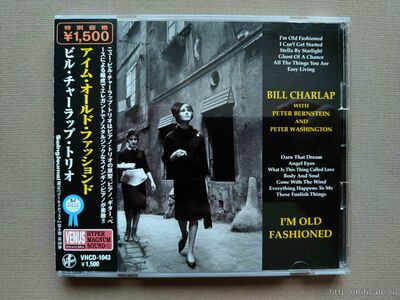 特別価格
¥1,500
アイム・オールド・ファッションド
ビル・チャーラップ・トリオ
VENUS
HYPER
MAGNUM
SOUND
VHCD-1043
¥1,500
I'm Old Fashioned
I Can't Get Started
Stella By Starlight
Ghost Of A Chance
All The Things You Are
Easy Living
BILL CHARLAP
WITH
PETER BERNSTEIN
AND
PETER WASHINGTON
Darn That Dream
Angel Eyes
What Is This Thing Called Love
Body And Soul
Gone With The Wind
Everything Happens To Me
These Foolish Things
I'M OLD
FASHIONED
https://hifisale.ru